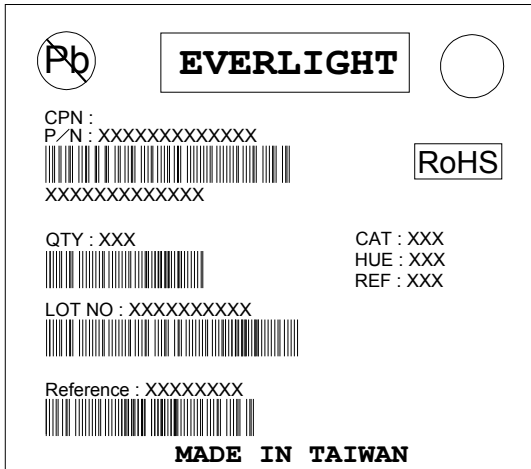 Pb
EVERLIGHT
CPN :
P/N : XXXXXXXXXXXXX
RoHS
XXXXXXXXXXXXX
QTY : XXX
CAT : XXX
HUE : XXX
REF : XXX
LOT NO : XXXXXXXXXX
Reference : XXXXXXXX
MADE IN TAIWAN